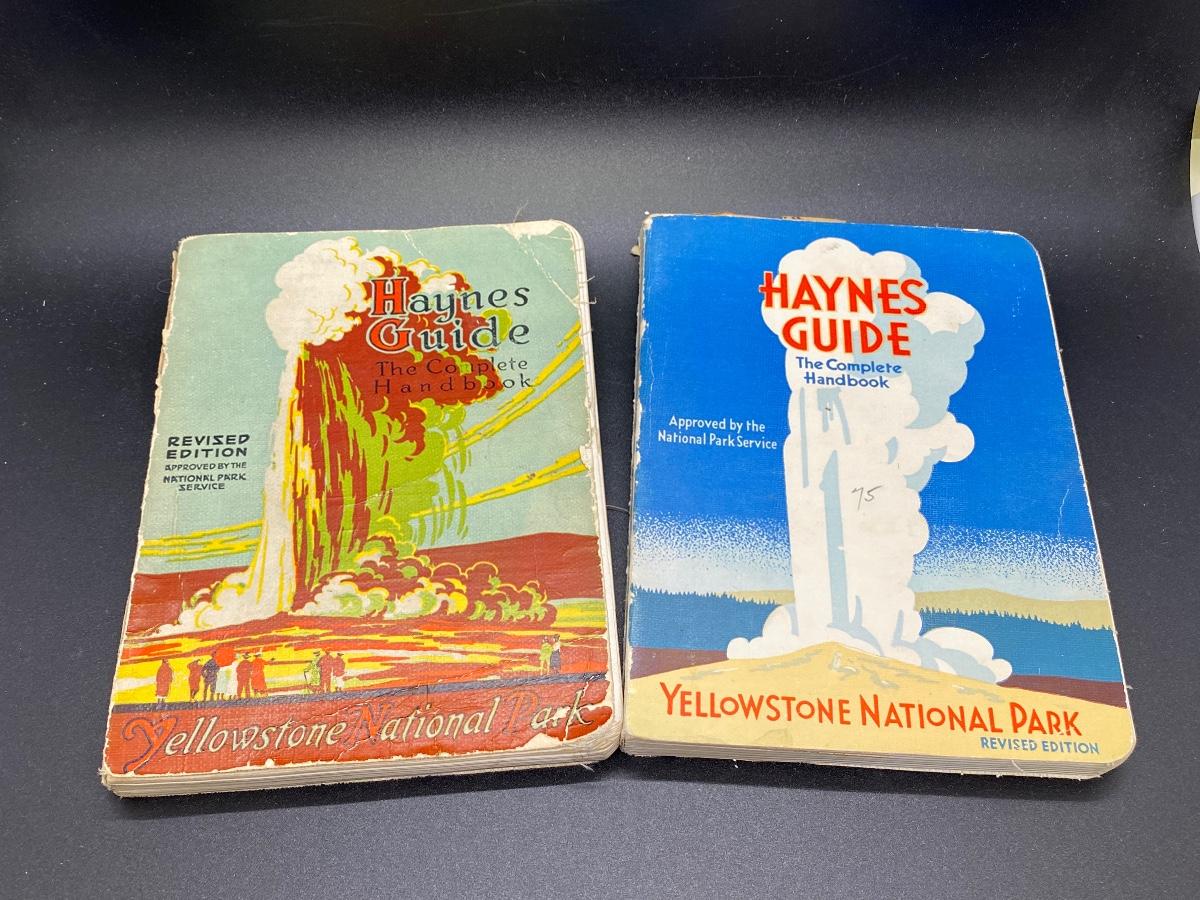 Haynes
Guide
The Complete
Handbook
REVISED
EDITION
APPROVED BY THE
NATIONAL PARK
SERVICE
Yellowstone National Park
HAYNES
GUIDE
The Complete
Handbook
Approved by the
National Park Service
75
YELLOWSTONE NATIONAL PARK
REVISED EDITION